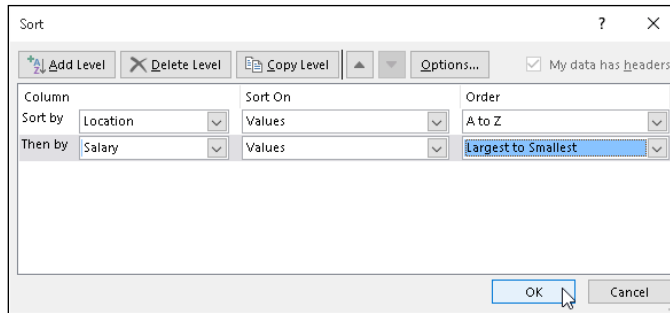 Sort ? X
Add Level Delete Level Copy Level Options... My data has headers
Column Sort On Order
Sort by Location Values A to Z
Then by Salary Values Largest to Smallest
OK Cancel